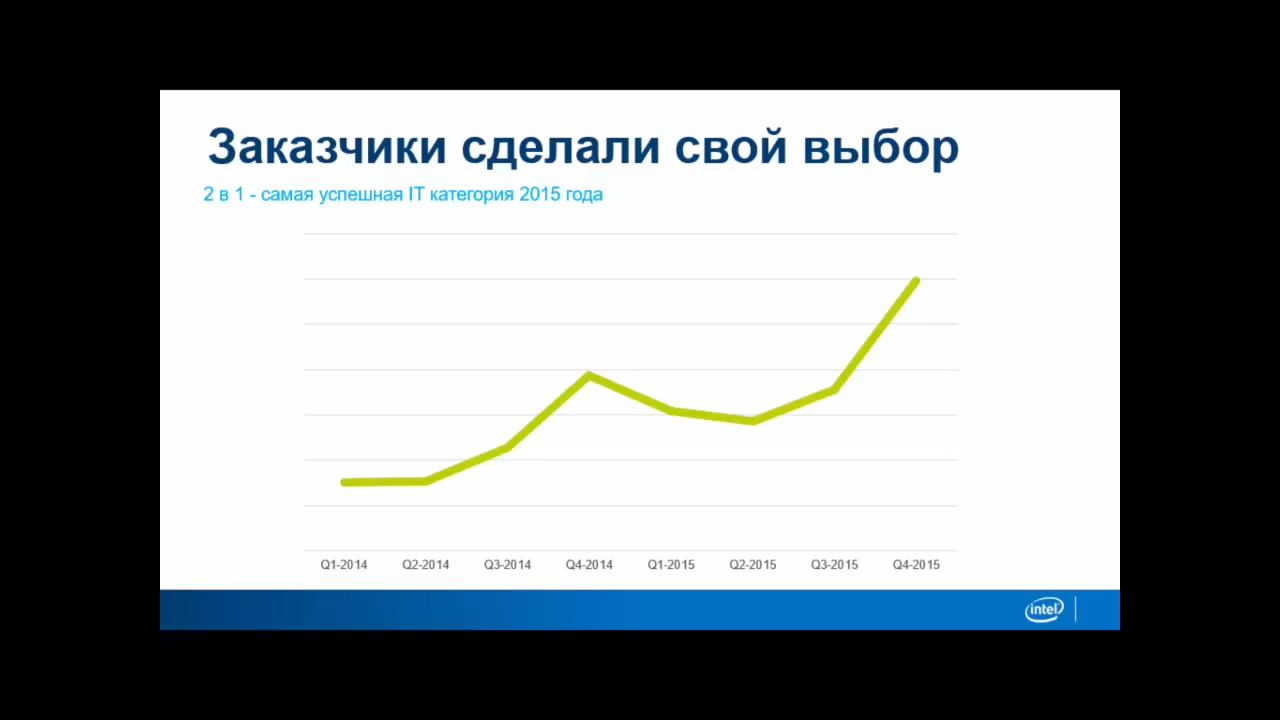 Заказчики сделали свой выбор
2 в 1 - самая успешная IT категория 2015 года
Q1-2014 Q2-2014 Q3-2014 Q4-2014 Q1-2015 Q2-2015 Q3-2015 Q4-2015
intel